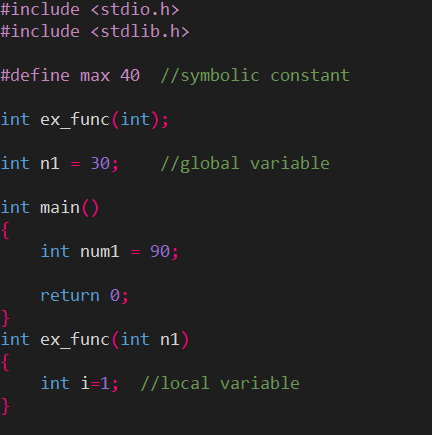 #include <stdio.h>
#include <stdlib.h>
#define max 40  //symbolic constant
int ex_func(int);
int n1 = 30;    //global variable
int main()
{
    int num1 = 90;
    return 0;
}
int ex_func(int n1)
{
    int i=1;  //local variable
}